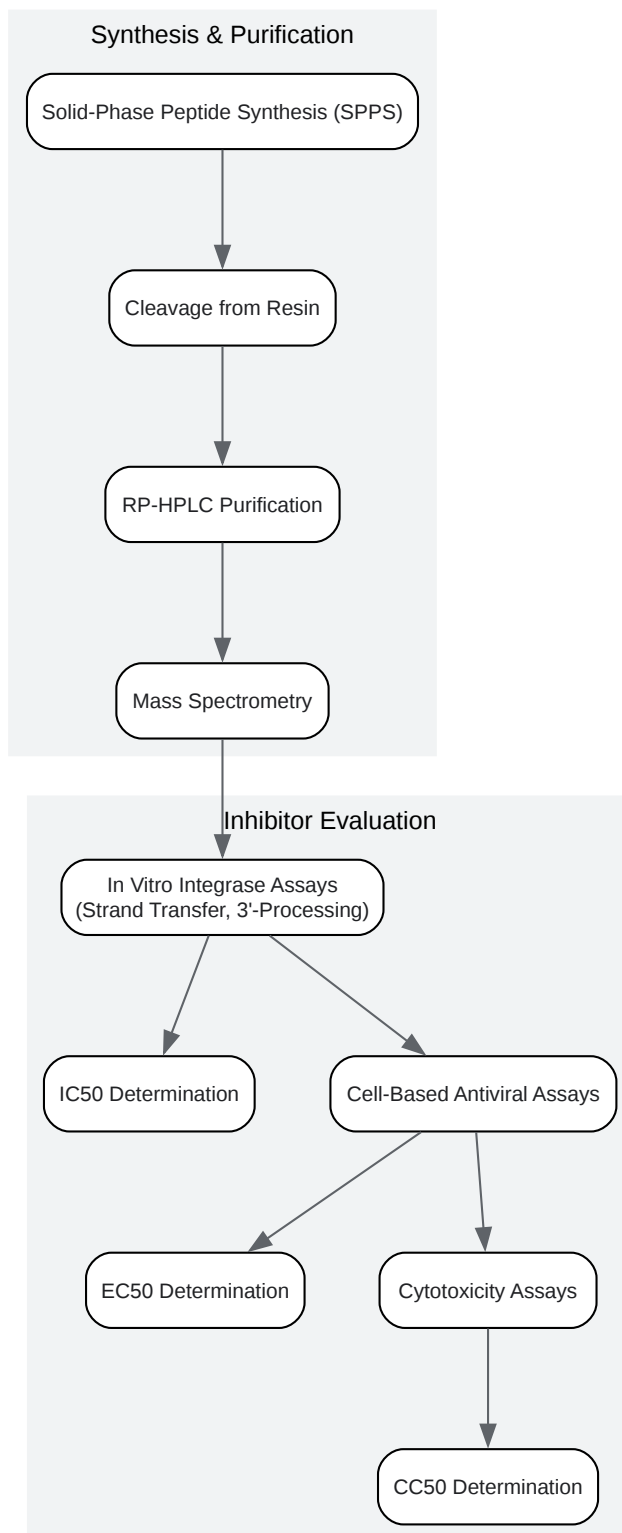 Synthesis & Purification
Solid-Phase Peptide Synthesis (SPPS)
Cleavage from Resin
RP-HPLC Purification
Mass Spectrometry
Inhibitor Evaluation
In Vitro Integrase Assays
(Strand Transfer, 3'-Processing)
IC50 Determination
Cell-Based Antiviral Assays
EC50 Determination
Cytotoxicity Assays
CC50 Determination